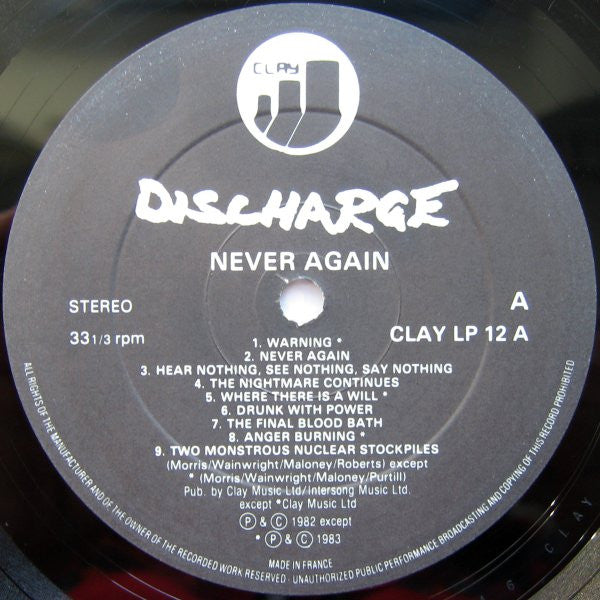 CLAY
DISCHARGE
NEVER AGAIN
STEREO
A
33 1/3 rpm
CLAY LP 12 A
1. WARNING *
2. NEVER AGAIN
3. HEAR NOTHING, SEE NOTHING, SAY NOTHING
4. THE NIGHTMARE CONTINUES
5. WHERE THERE IS A WILL *
6. DRUNK WITH POWER
7. THE FINAL BLOOD BATH
8. ANGER BURNING *
9. TWO MONSTROUS NUCLEAR STOCKPILES
(Morris/Wainwright/Maloney/Roberts) except
* (Morris/Wainwright/Maloney/Purtill)
Pub. by Clay Music Ltd/Intersong Music Ltd.
except *Clay Music Ltd
Ⓟ & Ⓒ 1982 except
* Ⓟ & Ⓒ 1983
MADE IN FRANCE
ALL RIGHTS OF THE MANUFACTURER AND OF THE OWNER OF THE RECORDED WORK RESERVED - UNAUTHORIZED PUBLIC PERFORMANCE BROADCASTING AND COPYING OF THIS RECORD PROHIBITED